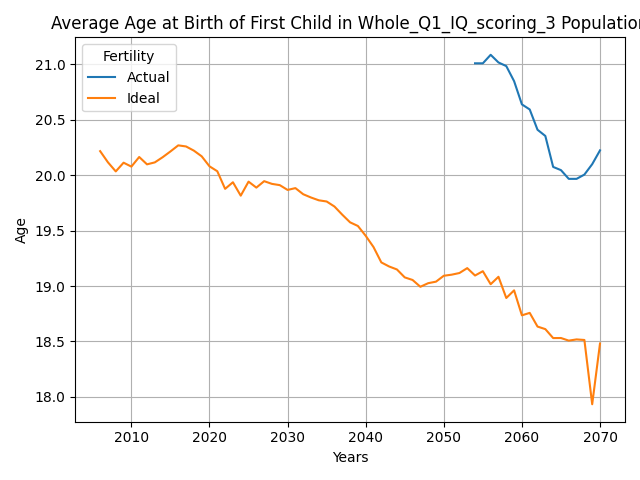 Average Age at Birth of First Child in Whole_Q1_IQ_scoring_3 Population
Fertility
Actual
Ideal
21.0
20.5
20.0
19.5
19.0
18.5
18.0
Age
2010 2020 2030 2040 2050 2060 2070
Years